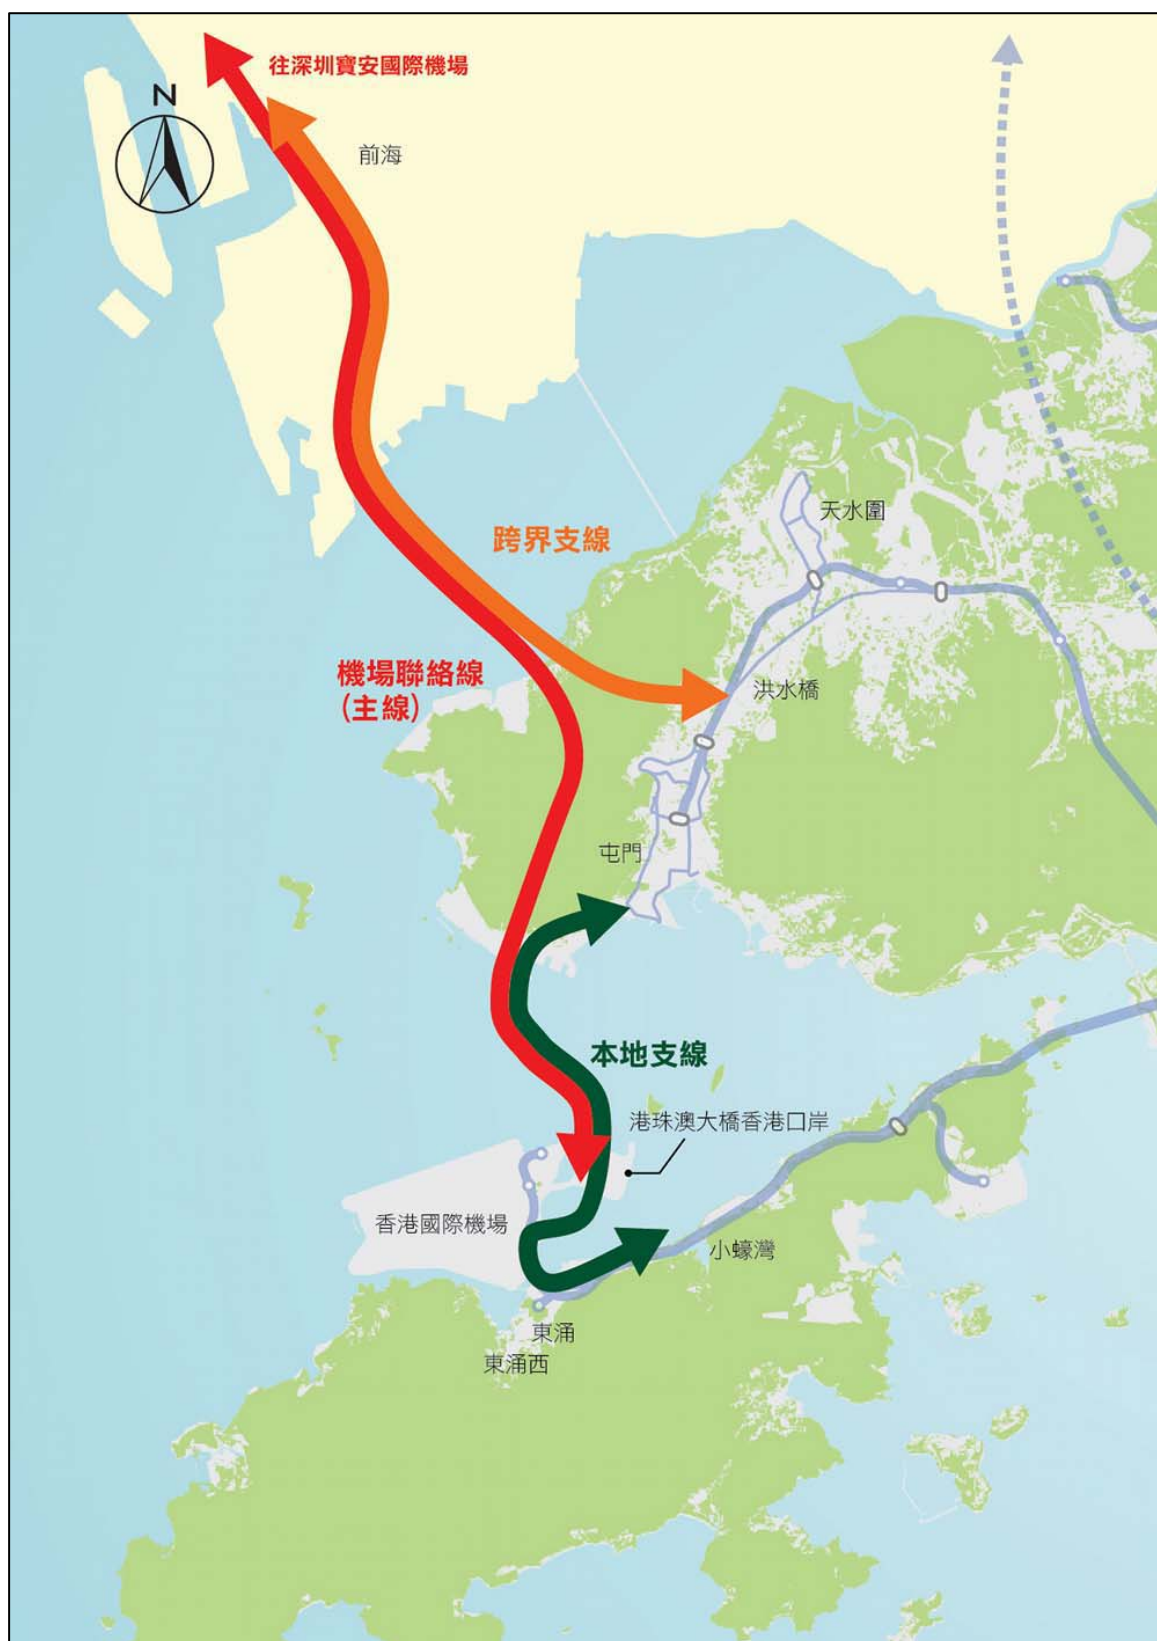 往深圳寶安國際機場
N
前海
天水圍
跨界支線
機場聯絡線
(主線)
洪水橋
屯門
本地支線
港珠澳大橋香港口岸
香港國際機場
小蠔灣
東涌
東涌西